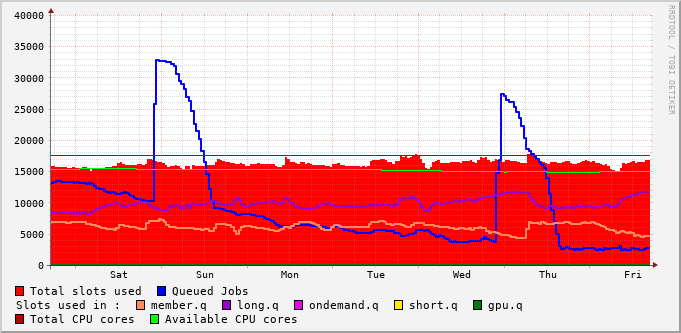 RRDTOOL / TOBI OETIKER
40000
35000
30000
25000
20000
15000
10000
5000
0
Sat Sun Mon Tue Wed Thu Fri
Total slots used Queued Jobs
Slots used in : member.q long.q ondemand.q short.q gpu.q
Total CPU cores Available CPU cores